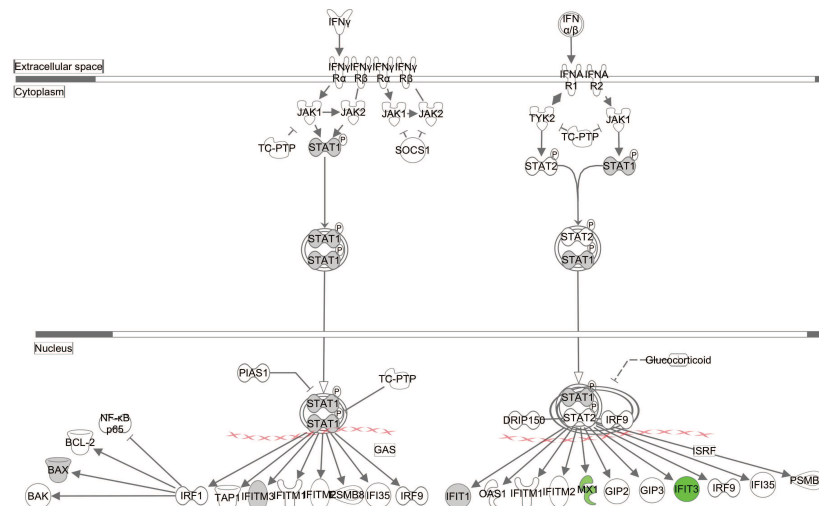 IFNγ
IFN
α/β
Extracellular space
IFNγ IFNγ IFNγ IFNγ
Rα Rβ Rα Rβ
IFNA IFNA
R1 R2
Cytoplasm
JAK1 JAK2 JAK1 JAK2
TYK2 JAK1
TC-PTP
STAT1 P
SOCS1
TC-PTP
STAT2 P
STAT1 P
STAT1 P
STAT1 P
STAT2 P
STAT1 P
Nucleus
PIAS1
TC-PTP
Glucocorticoid
STAT1 P
STAT1 P
STAT1 P
STAT2 P
DRIP150
IRF9
NF-κB
p65
BCL-2
BAX
BAK
GAS
ISRF
IRF1 TAP1 IFITM3 IFITM1 IFITM2 PSMB8 IFI35 IRF9
IFIT1 OAS1 IFITM1 IFITM2 MX1 GIP2 GIP3 IFIT3 IRF9 IFI35